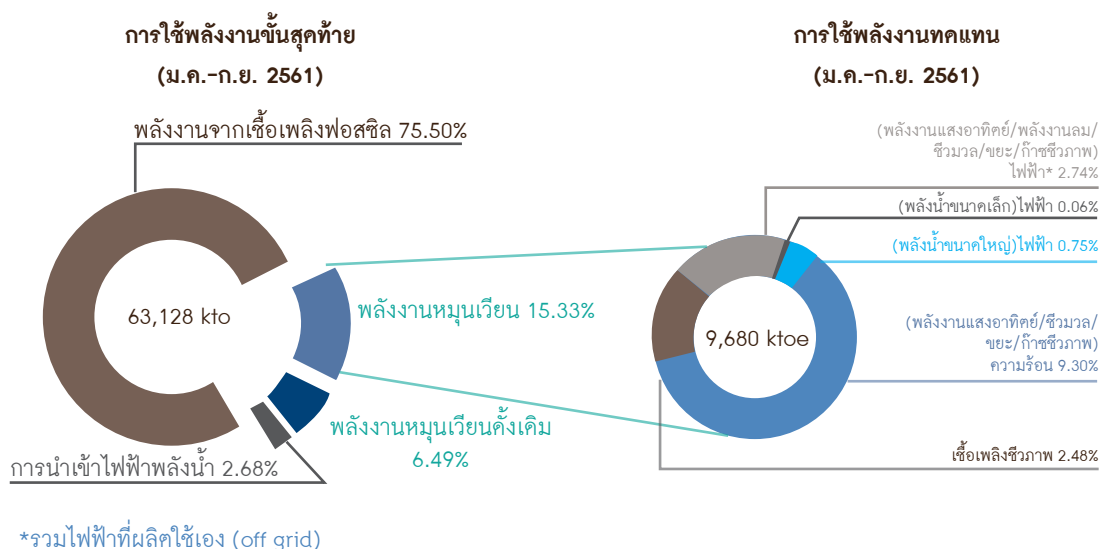 การใช้พลังงานขั้นสุดท้าย
(ม.ค.-ก.ย. 2561)
พลังงานจากเชื้อเพลิงฟอสซิล 75.50%
63,128 kto
พลังงานหมุนเวียน 15.33%
พลังงานหมุนเวียนดั้งเดิม
6.49%
การนำเข้าไฟฟ้าพลังน้ำ 2.68%
*รวมไฟฟ้าที่ผลิตใช้เอง (off grid)
การใช้พลังงานทดแทน
(ม.ค.-ก.ย. 2561)
(พลังงานแสงอาทิตย์/พลังงานลม/
ชีวมวล/ขยะ/ก๊าซชีวภาพ)
ไฟฟ้า* 2.74%
(พลังน้ำขนาดเล็ก)ไฟฟ้า 0.06%
(พลังน้ำขนาดใหญ่)ไฟฟ้า 0.75%
9,680 ktoe
(พลังงานแสงอาทิตย์/ชีวมวล/
ขยะ/ก๊าซชีวภาพ)
ความร้อน 9.30%
เชื้อเพลิงชีวภาพ 2.48%